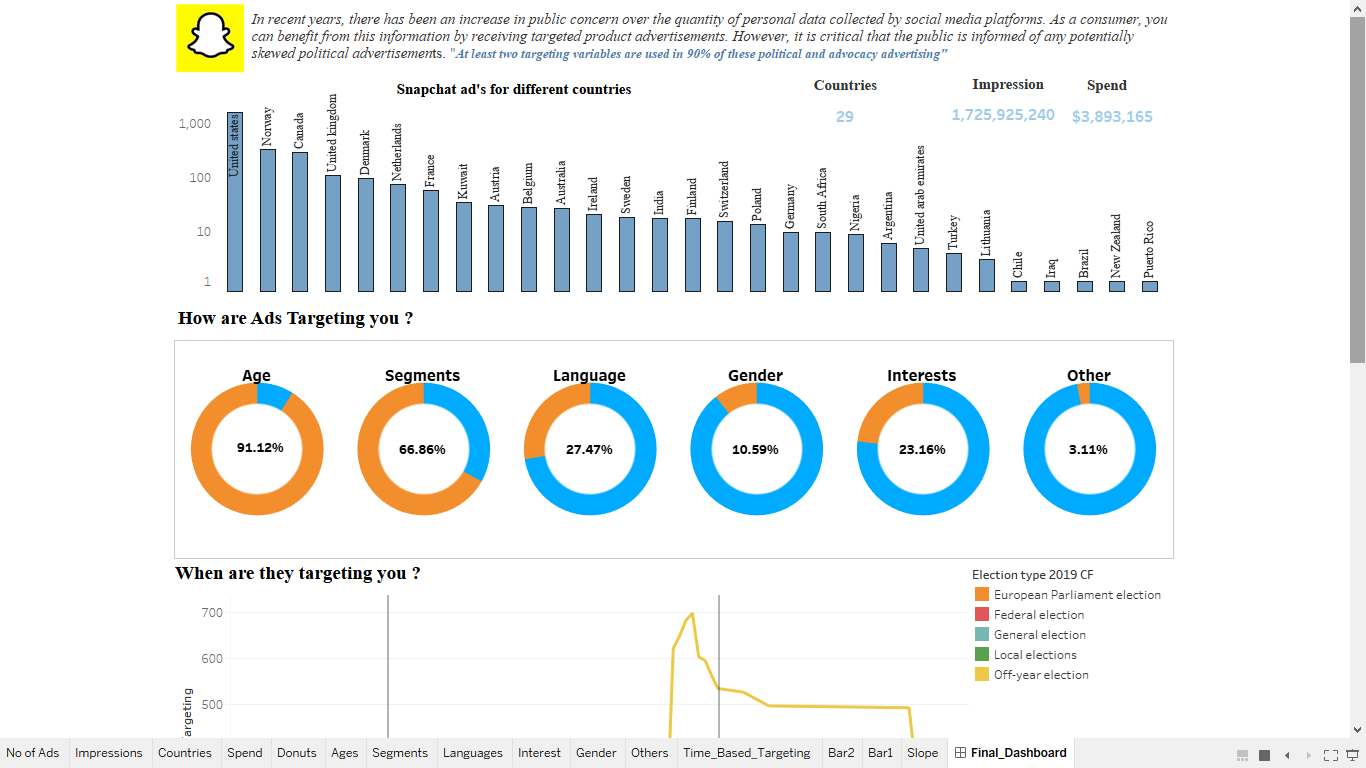 In recent years, there has been an increase in public concern over the quantity of personal data collected by social media platforms. As a consumer, you
can benefit from this information by receiving targeted product advertisements. However, it is critical that the public is informed of any potentially
skewed political advertisements. "At least two targeting variables are used in 90% of these political and advocacy advertising"
Snapchat ad's for different countries
Countries
Impression
Spend
29
1,725,925,240
$3,893,165
1,000
100
10
1
United states
Norway
Canada
United kingdom
Denmark
Netherlands
France
Kuwait
Austria
Belgium
Australia
Ireland
Sweden
India
Finland
Switzerland
Poland
Germany
South Africa
Nigeria
Argentina
United arab emirates
Turkey
Lithuania
Chile
Iraq
Brazil
New Zealand
Puerto Rico
How are Ads Targeting you ?
Age
Segments
Language
Gender
Interests
Other
91.12%
66.86%
27.47%
10.59%
23.16%
3.11%
When are they targeting you ?
700
600
500
argeting
Election type 2019 CF
European Parliament election
Federal election
General election
Local elections
Off-year election
No of Ads
Impressions
Countries
Spend
Donuts
Ages
Segments
Languages
Interest
Gender
Others
Time_Based_Targeting
Bar2
Bar1
Slope
Final_Dashboard